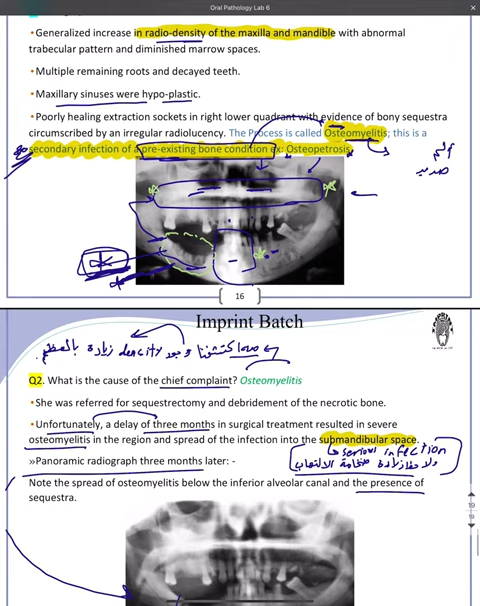 Oral Pathology Lab 6
• Generalized increase in radio-density of the maxilla and mandible with abnormal
trabecular pattern and diminished marrow spaces.
• Multiple remaining roots and decayed teeth.
• Maxillary sinuses were hypo-plastic.
• Poorly healing extraction sockets in right lower quadrant with evidence of bony sequestra
circumscribed by an irregular radiolucency. The Process is called Osteomyelitis; this is a
secondary infection of a pre-existing bone condition ex: Osteopetrosis.
ألم
صديد
16
Imprint Batch
density زيادة بالعظم
Q2. What is the cause of the chief complaint? Osteomyelitis
• She was referred for sequestrectomy and debridement of the necrotic bone.
• Unfortunately, a delay of three months in surgical treatment resulted in severe
osteomyelitis in the region and spread of the infection into the submandibular space.
serious infection
»Panoramic radiograph three months later: -
Note the spread of osteomyelitis below the inferior alveolar canal and the presence of
sequestra.
19
19